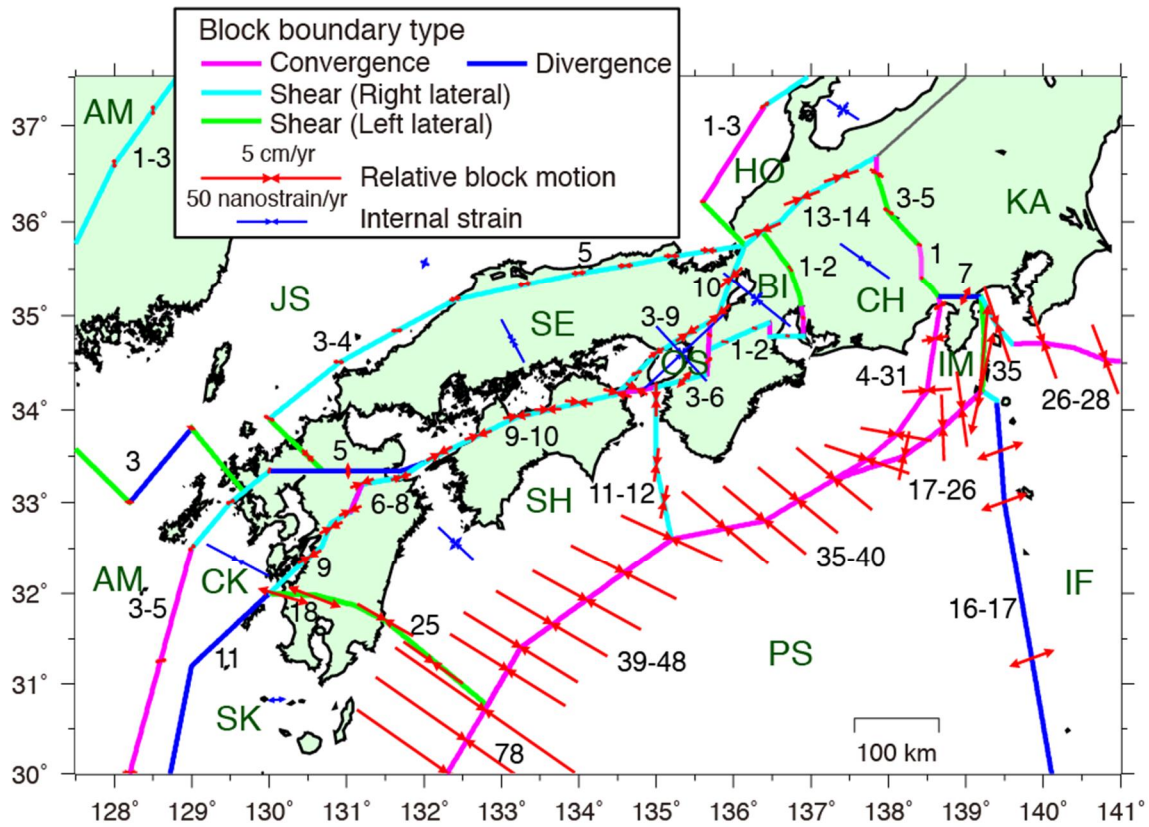 Block boundary type
Convergence Divergence
Shear (Right lateral)
Shear (Left lateral)
5 cm/yr
Relative block motion
50 nanostrain/yr
Internal strain
37°
36°
35°
34°
33°
32°
31°
30°
128° 129° 130° 131° 132° 133° 134° 135° 136° 137° 138° 139° 140° 141°
AM
1-3
1-3
HO
KA
3-5
13-14
5
1
7
1-2
BI
10
CH
JS
SE
3-9
1-2
3-4
OS
IM
35
4-31
3-6
26-28
9-10
5
3
SH
11-12
17-26
6-8
35-40
9
AM
CK
3-5
18
25
IF
16-17
11
39-48
PS
SK
78
100 km